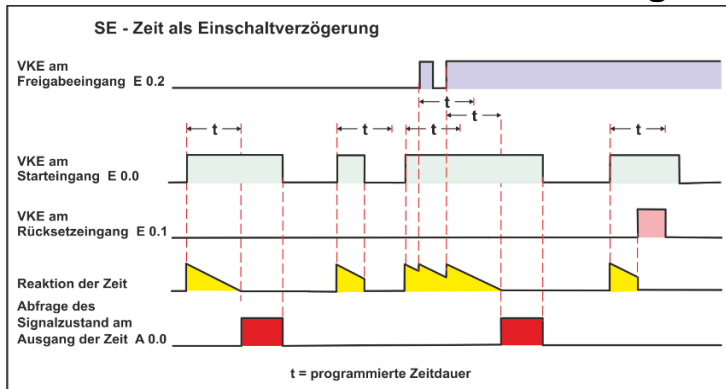 SE - Zeit als Einschaltverzögerung
VKE am
Freigabeeingang E 0.2
t
t
t
t
t
t
VKE am
Starteingang E 0.0
VKE am
Rücksetzeingang E 0.1
Reaktion der Zeit
Abfrage des
Signalzustand am
Ausgang der Zeit A 0.0
t = programmierte Zeitdauer